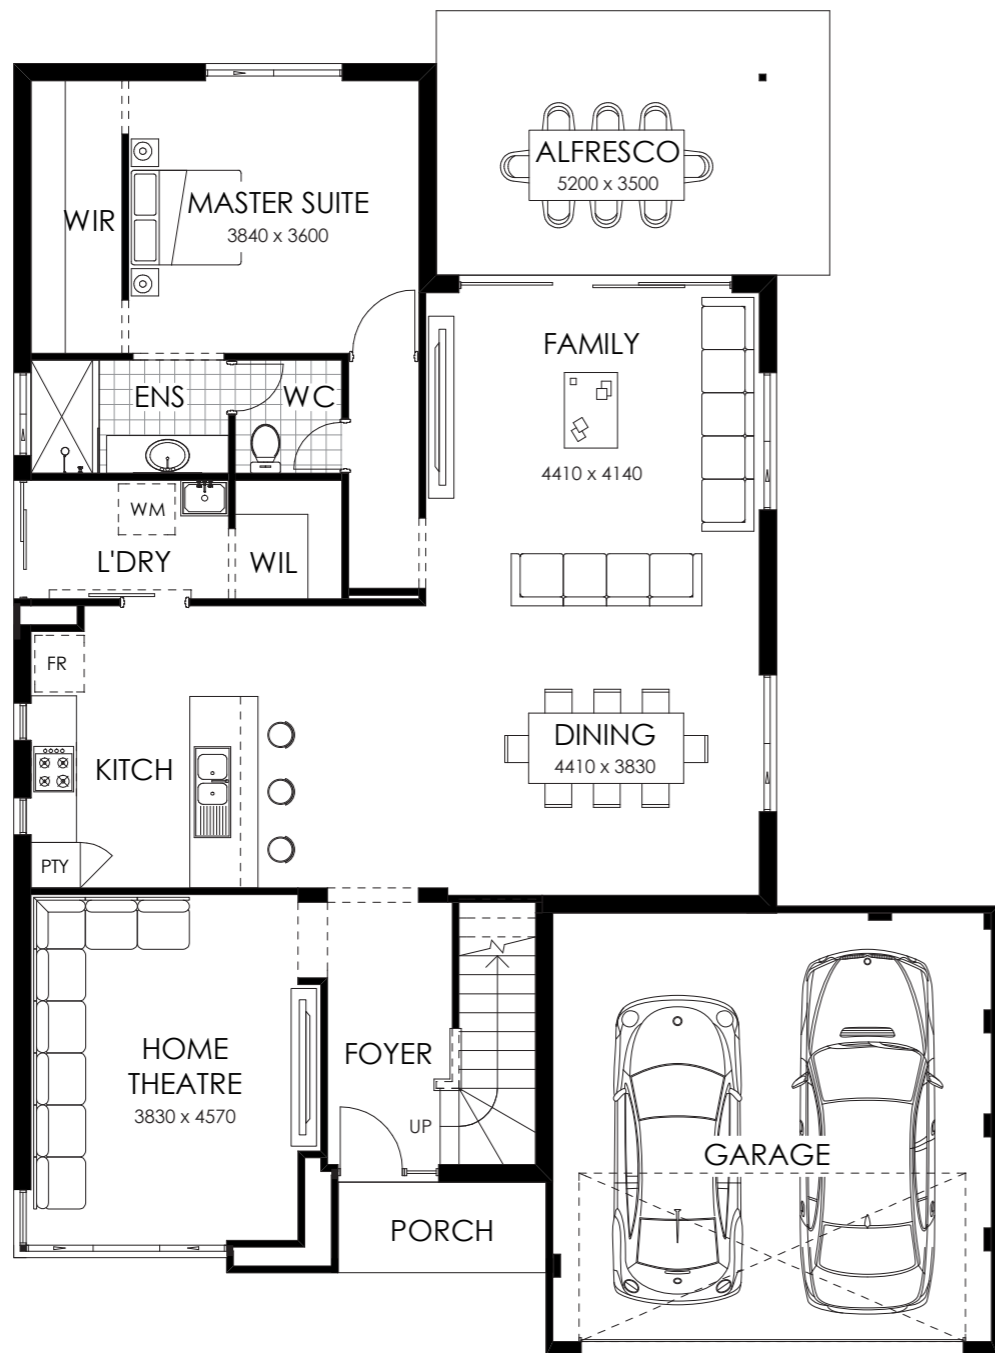 ALFRESCO
5200 x 3500
WIR
MASTER SUITE
3840 x 3600
FAMILY
4410 x 4140
ENS
WC
WM
L'DRY
WIL
FR
KITCH
DINING
4410 x 3830
PTY
HOME
THEATRE
3830 x 4570
FOYER
UP
GARAGE
PORCH